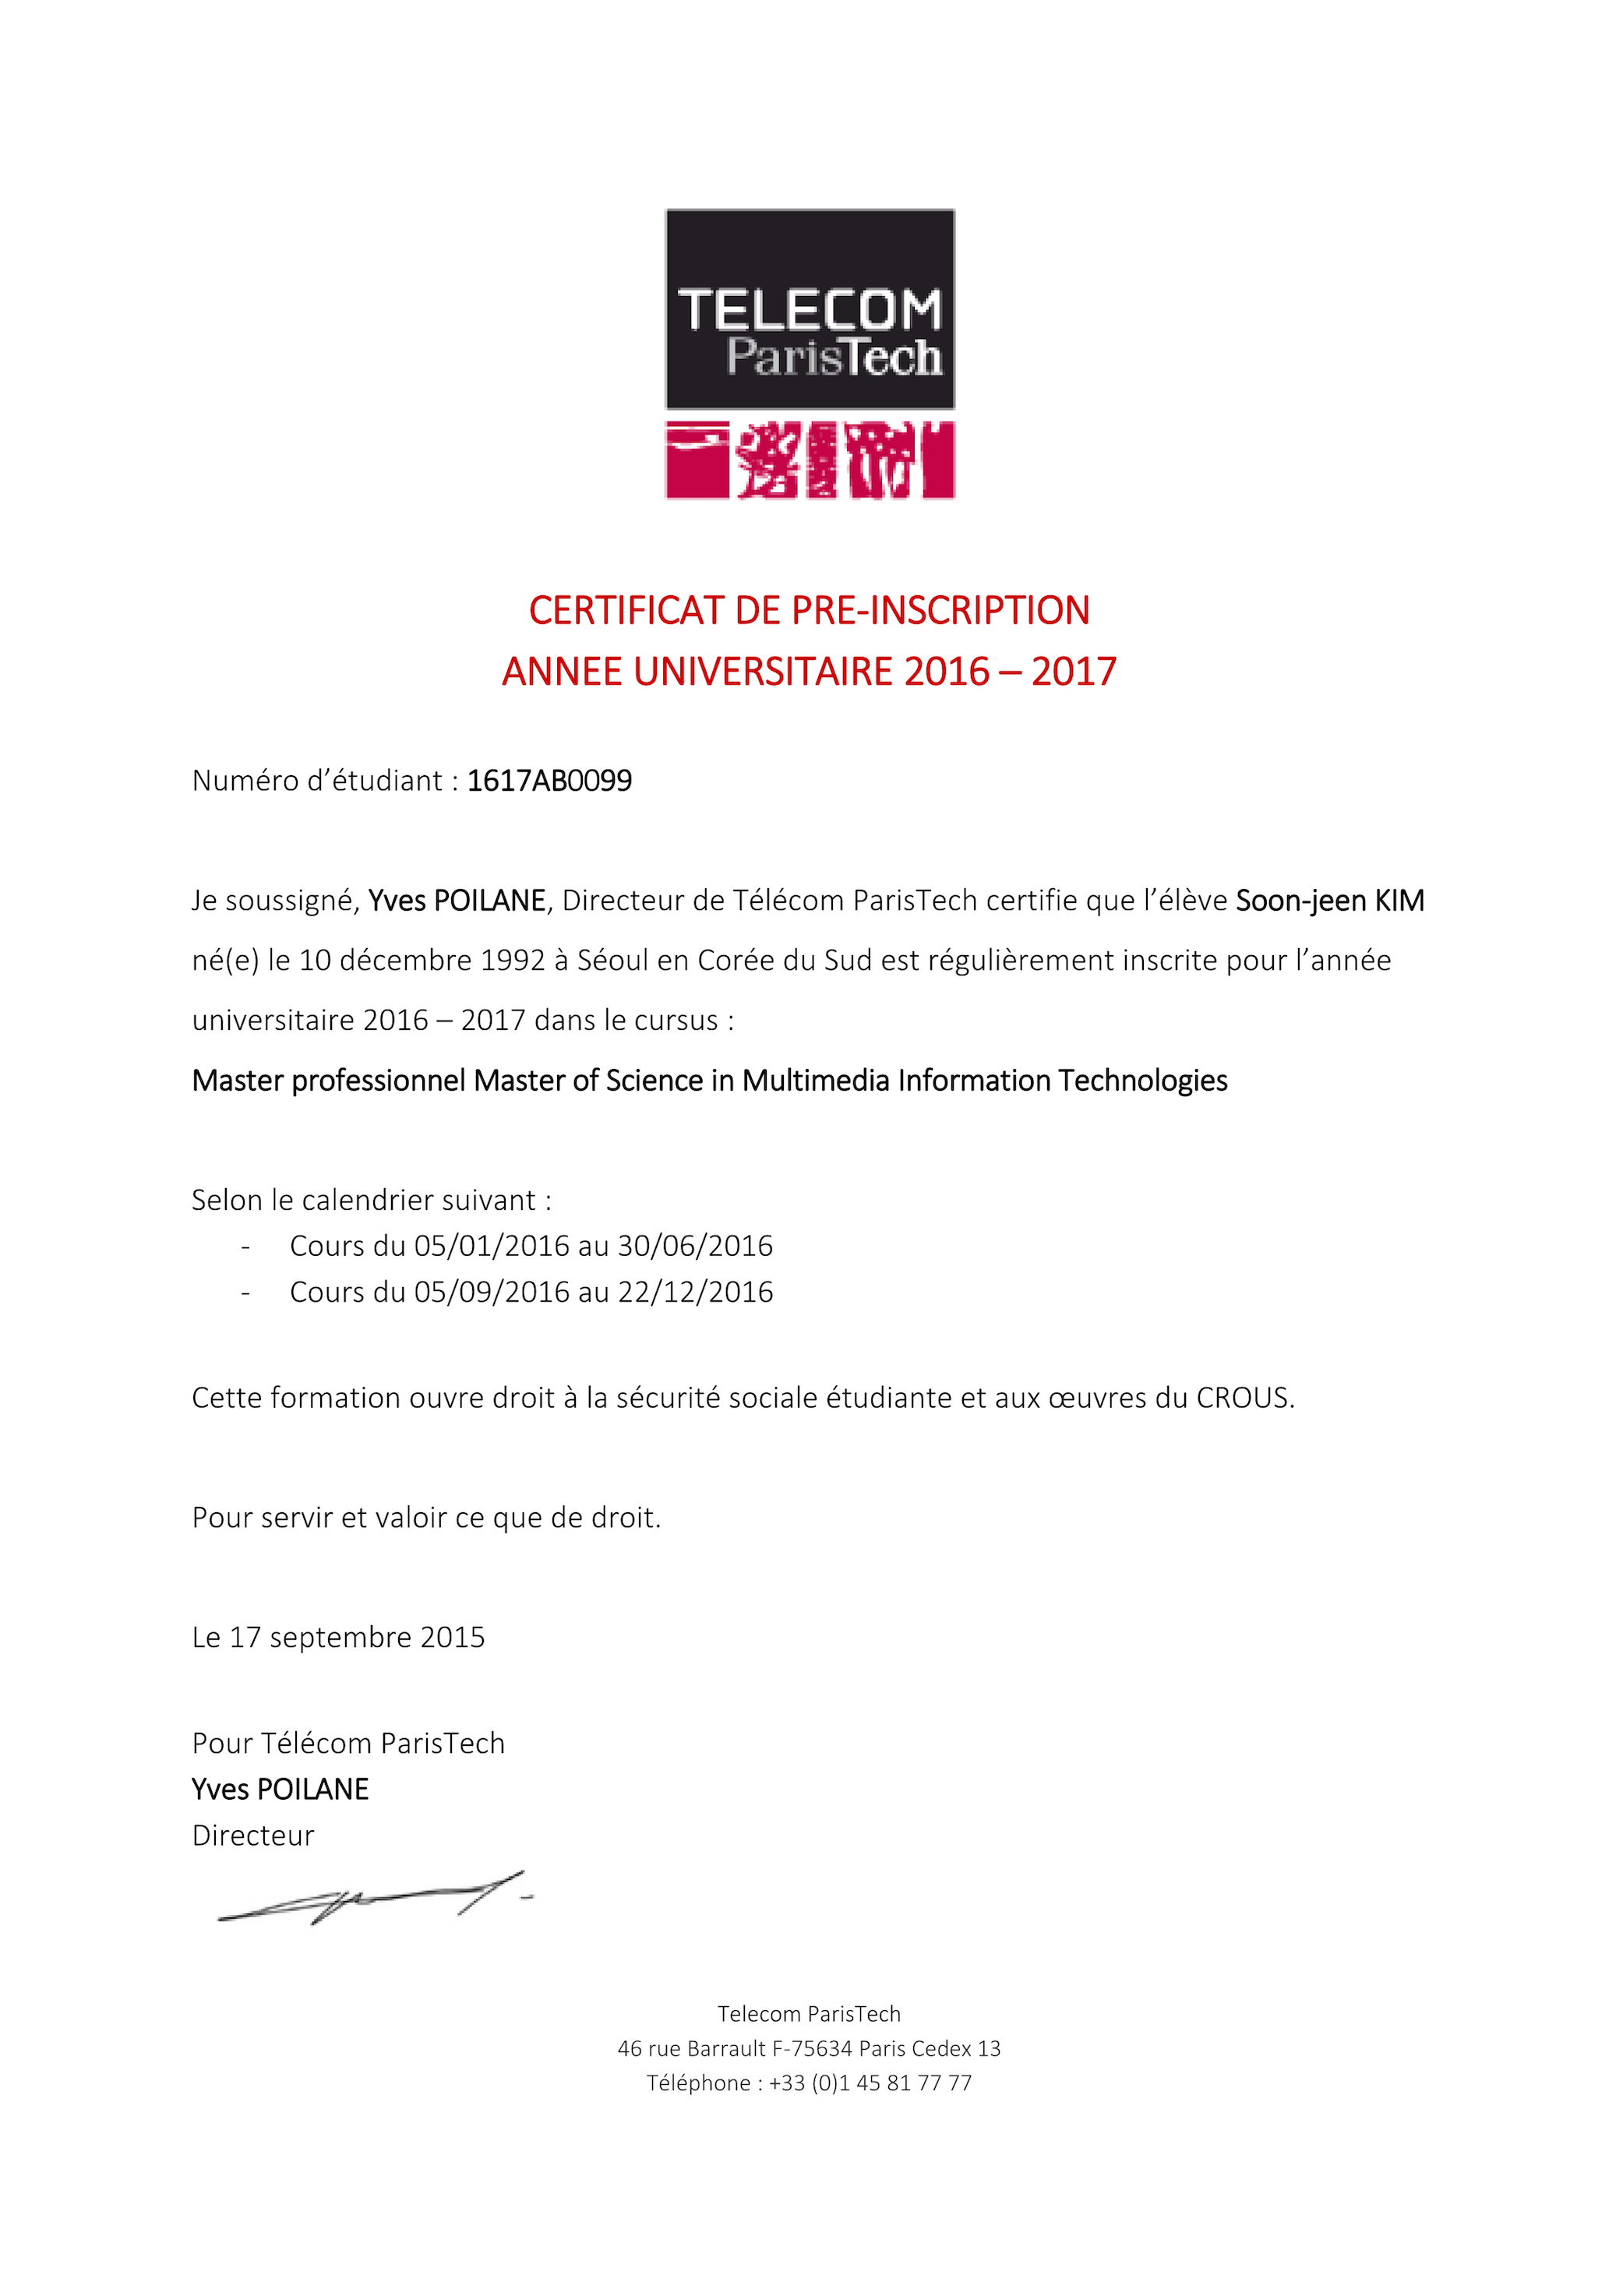 TELECOM
ParisTech
CERTIFICAT DE PRE-INSCRIPTION
ANNEE UNIVERSITAIRE 2016 – 2017
Numéro d’étudiant : 1617AB0099
Je soussigné, Yves POILANE, Directeur de Télécom ParisTech certifie que l’élève Soon-jeen KIM
né(e) le 10 décembre 1992 à Séoul en Corée du Sud est régulièrement inscrite pour l’année
universitaire 2016 – 2017 dans le cursus :
Master professionnel Master of Science in Multimedia Information Technologies
Selon le calendrier suivant :
- Cours du 05/01/2016 au 30/06/2016
- Cours du 05/09/2016 au 22/12/2016
Cette formation ouvre droit à la sécurité sociale étudiante et aux œuvres du CROUS.
Pour servir et valoir ce que de droit.
Le 17 septembre 2015
Pour Télécom ParisTech
Yves POILANE
Directeur
Telecom ParisTech
46 rue Barrault F-75634 Paris Cedex 13
Téléphone : +33 (0)1 45 81 77 77